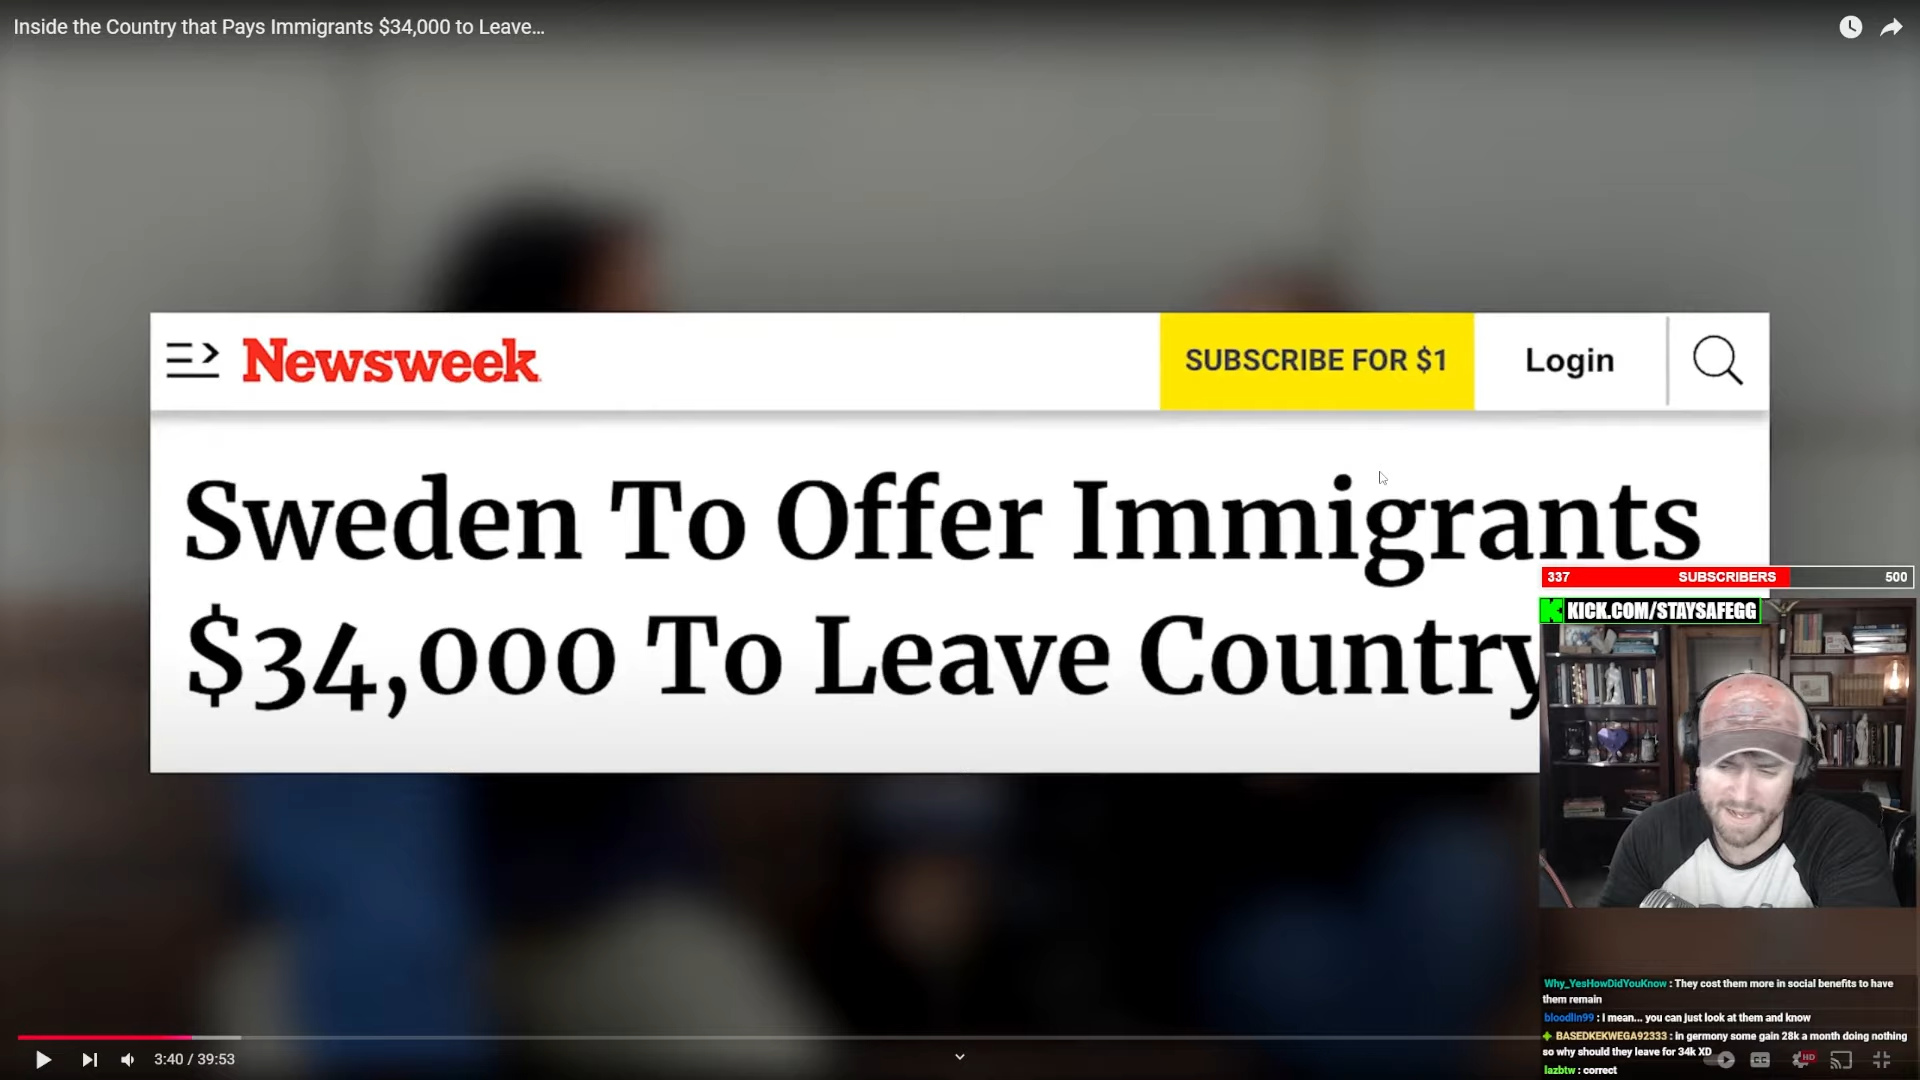 Inside the Country that Pays Immigrants $34,000 to Leave...
Newsweek
SUBSCRIBE FOR $1
Login
Sweden To Offer Immigrants
$34,000 To Leave Country
337 SUBSCRIBERS 500
KICK.COM/STAYSAFEGG
Why_YesHowDidYouKnow : They cost them more in social benefits to have
them remain
bloodlin99 : i mean... you can just look at them and know
BASEDKEKWEGA92333 : in germony some gain 28k a month doing nothing
so why should they leave for 34k XD
lazbtw : correct
3:40 / 39:53
CC
HD